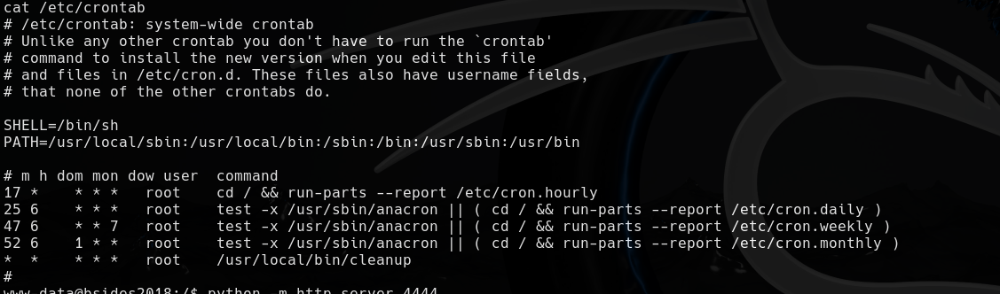 cat /etc/crontab
# /etc/crontab: system-wide crontab
# Unlike any other crontab you don't have to run the `crontab'
# command to install the new version when you edit this file
# and files in /etc/cron.d. These files also have username fields,
# that none of the other crontabs do.
SHELL=/bin/sh
PATH=/usr/local/sbin:/usr/local/bin:/sbin:/bin:/usr/sbin:/usr/bin
# m h dom mon dow user  command
17 *    * * *   root    cd / && run-parts --report /etc/cron.hourly
25 6    * * *   root    test -x /usr/sbin/anacron || ( cd / && run-parts --report /etc/cron.daily )
47 6    * * 7   root    test -x /usr/sbin/anacron || ( cd / && run-parts --report /etc/cron.weekly )
52 6    1 * *   root    test -x /usr/sbin/anacron || ( cd / && run-parts --report /etc/cron.monthly )
*  *    * * *   root    /usr/local/bin/cleanup
#
www-data@bsides2018:/$ python -m http.server 4444